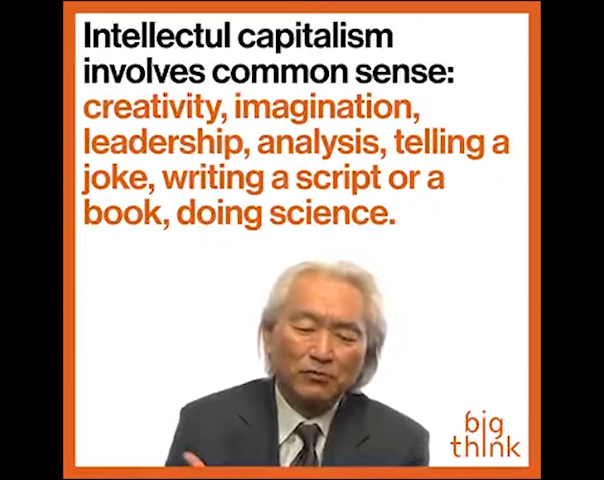 Intellectul capitalism
involves common sense:
creativity, imagination,
leadership, analysis, telling a
joke, writing a script or a
book, doing science.
big
think